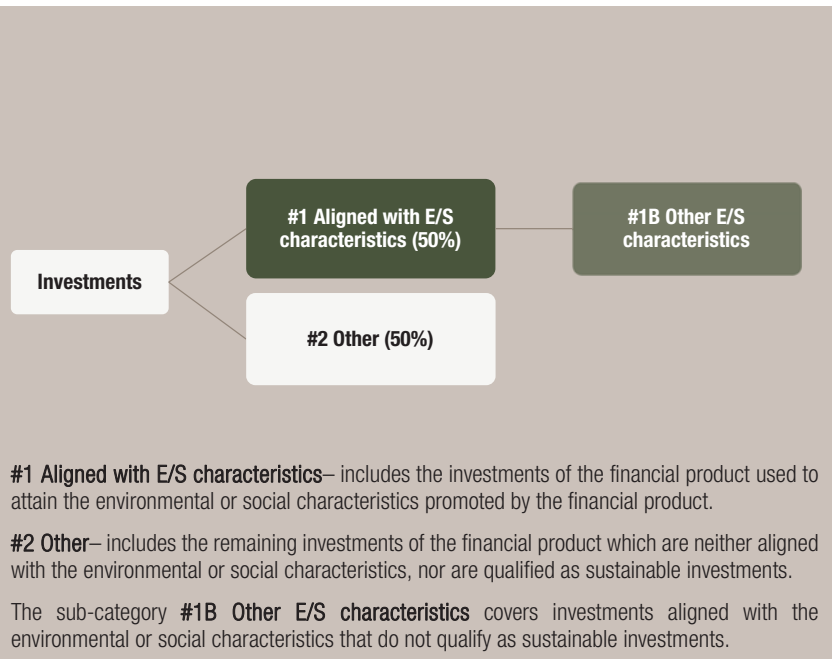 #1 Aligned with E/S
characteristics (50%)
#1B Other E/S
characteristics
Investments
#2 Other (50%)
#1 Aligned with E/S characteristics– includes the investments of the financial product used to
attain the environmental or social characteristics promoted by the financial product.
#2 Other– includes the remaining investments of the financial product which are neither aligned
with the environmental or social characteristics, nor are qualified as sustainable investments.
The sub-category #1B Other E/S characteristics covers investments aligned with the
environmental or social characteristics that do not qualify as sustainable investments.